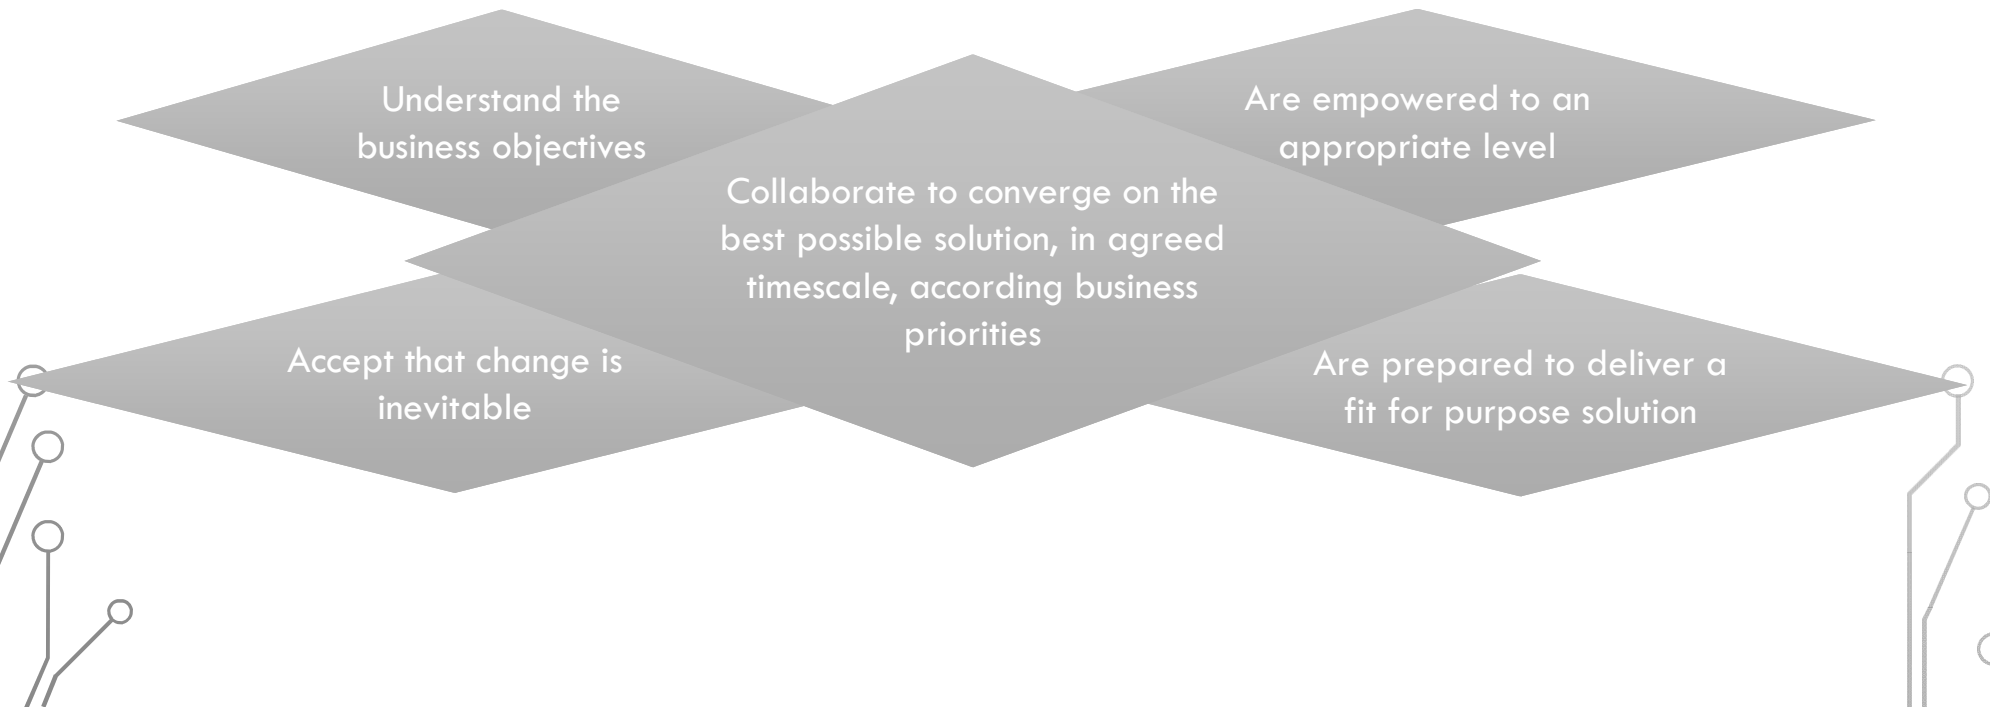 Understand the
business objectives
Are empowered to an
appropriate level
Collaborate to converge on the
best possible solution, in agreed
timescale, according business
priorities
Accept that change is
inevitable
Are prepared to deliver a
fit for purpose solution